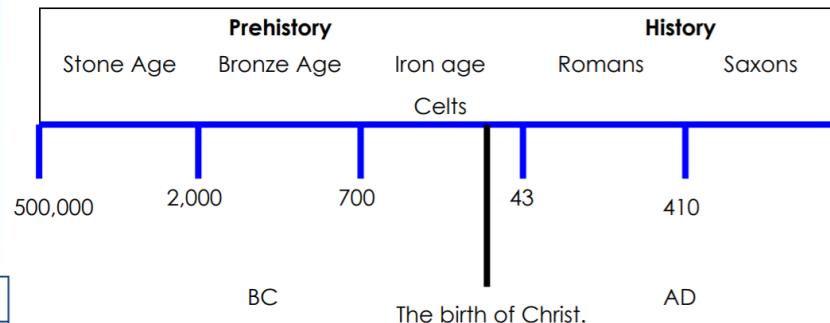 Prehistory History
Stone Age Bronze Age Iron age Romans Saxons
Celts
500,000 2,000 700 43 410
BC AD
The birth of Christ.